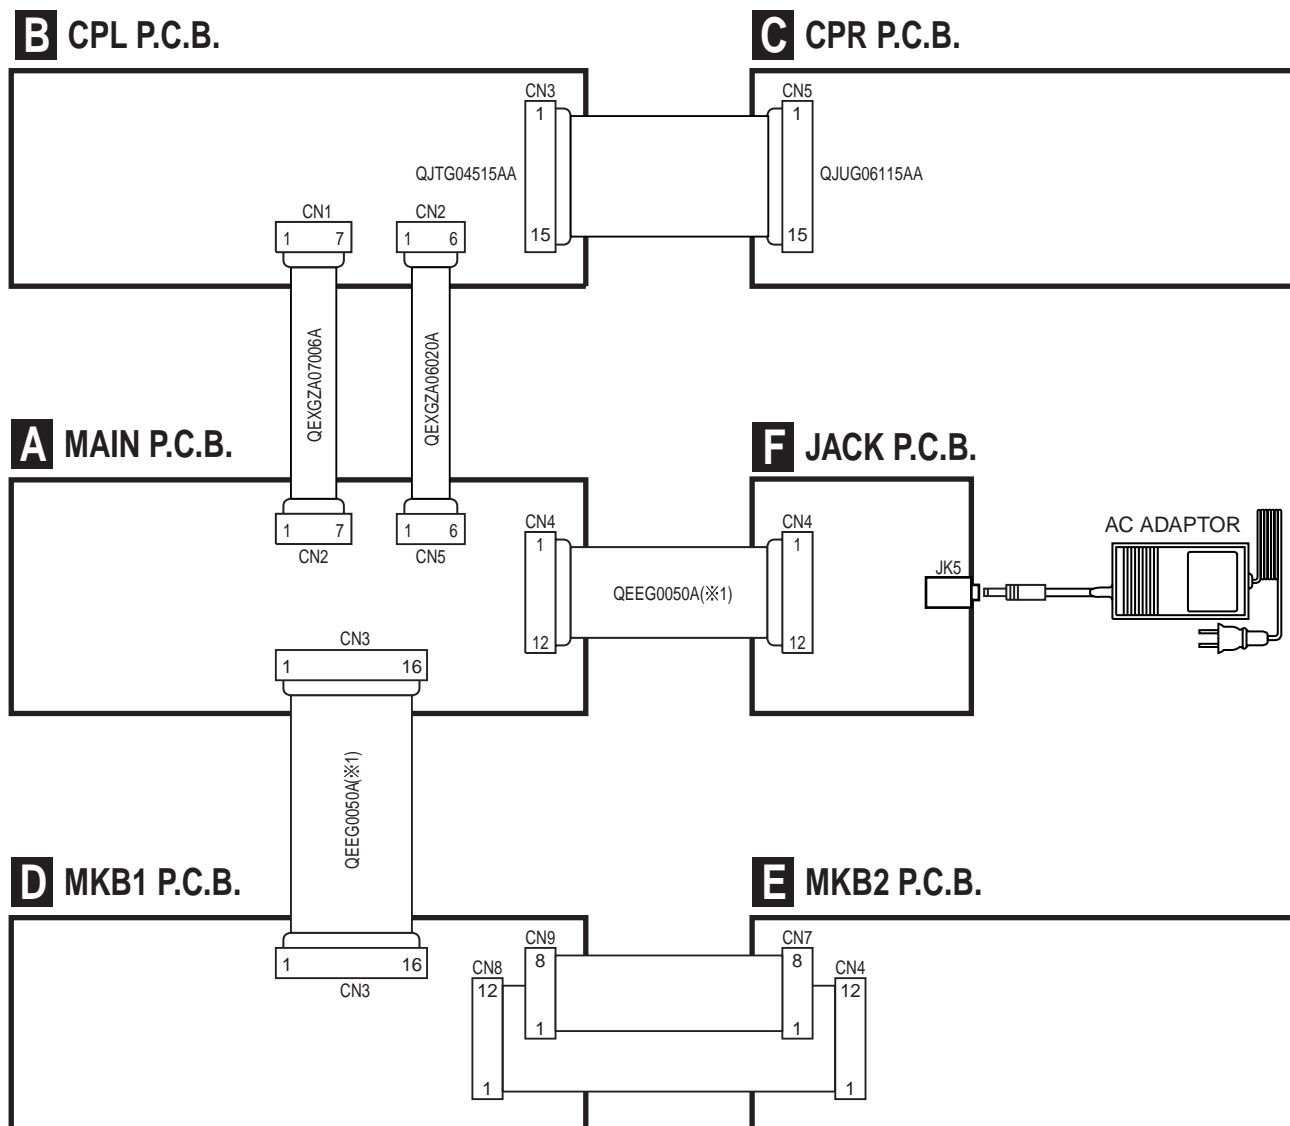 B CPL P.C.B.
C CPR P.C.B.
CN3
CN5
1
1
QJTG04515AA
QJUG06115AA
CN1
CN2
1 7
1 6
15
15
QEXGZA07006A
QEXGZA06020A
A MAIN P.C.B.
F JACK P.C.B.
1 7
1 6
CN2
CN5
CN4
CN4
1
1
AC ADAPTOR
JK5
QEEG0050A(※1)
12
12
CN3
1 16
QEEG0050A(※1)
D MKB1 P.C.B.
E MKB2 P.C.B.
1 16
CN3
CN9
CN7
8
8
CN8
CN4
12
12
1
1
1
1